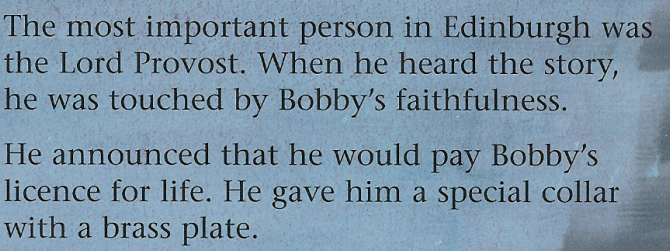 The most important person in Edinburgh was
the Lord Provost. When he heard the story,
he was touched by Bobby's faithfulness.
He announced that he would pay Bobby's
licence for life. He gave him a special collar
with a brass plate.